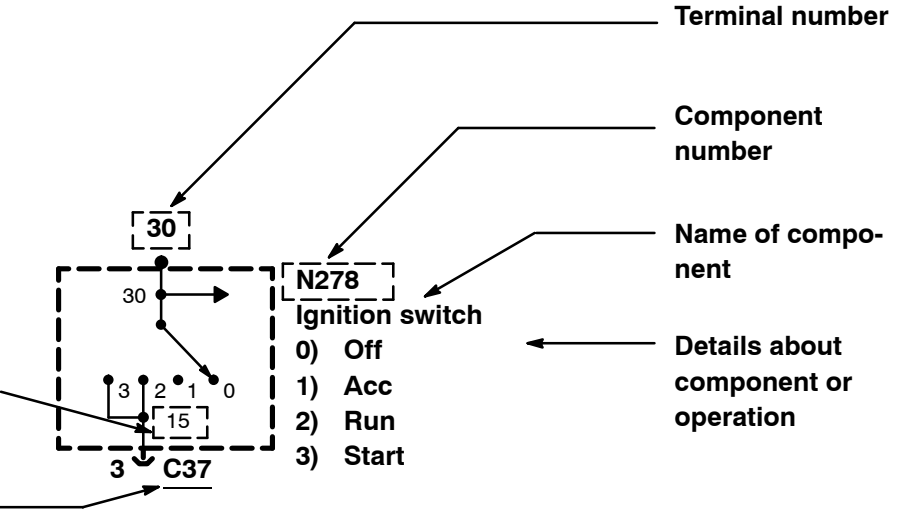 Terminal number
Component
number
30
Name of compo-
nent
N278
30
Ignition switch
0) Off
Details about
component or
operation
3 2 1 0
1) Acc
15
2) Run
3) Start
3 C37